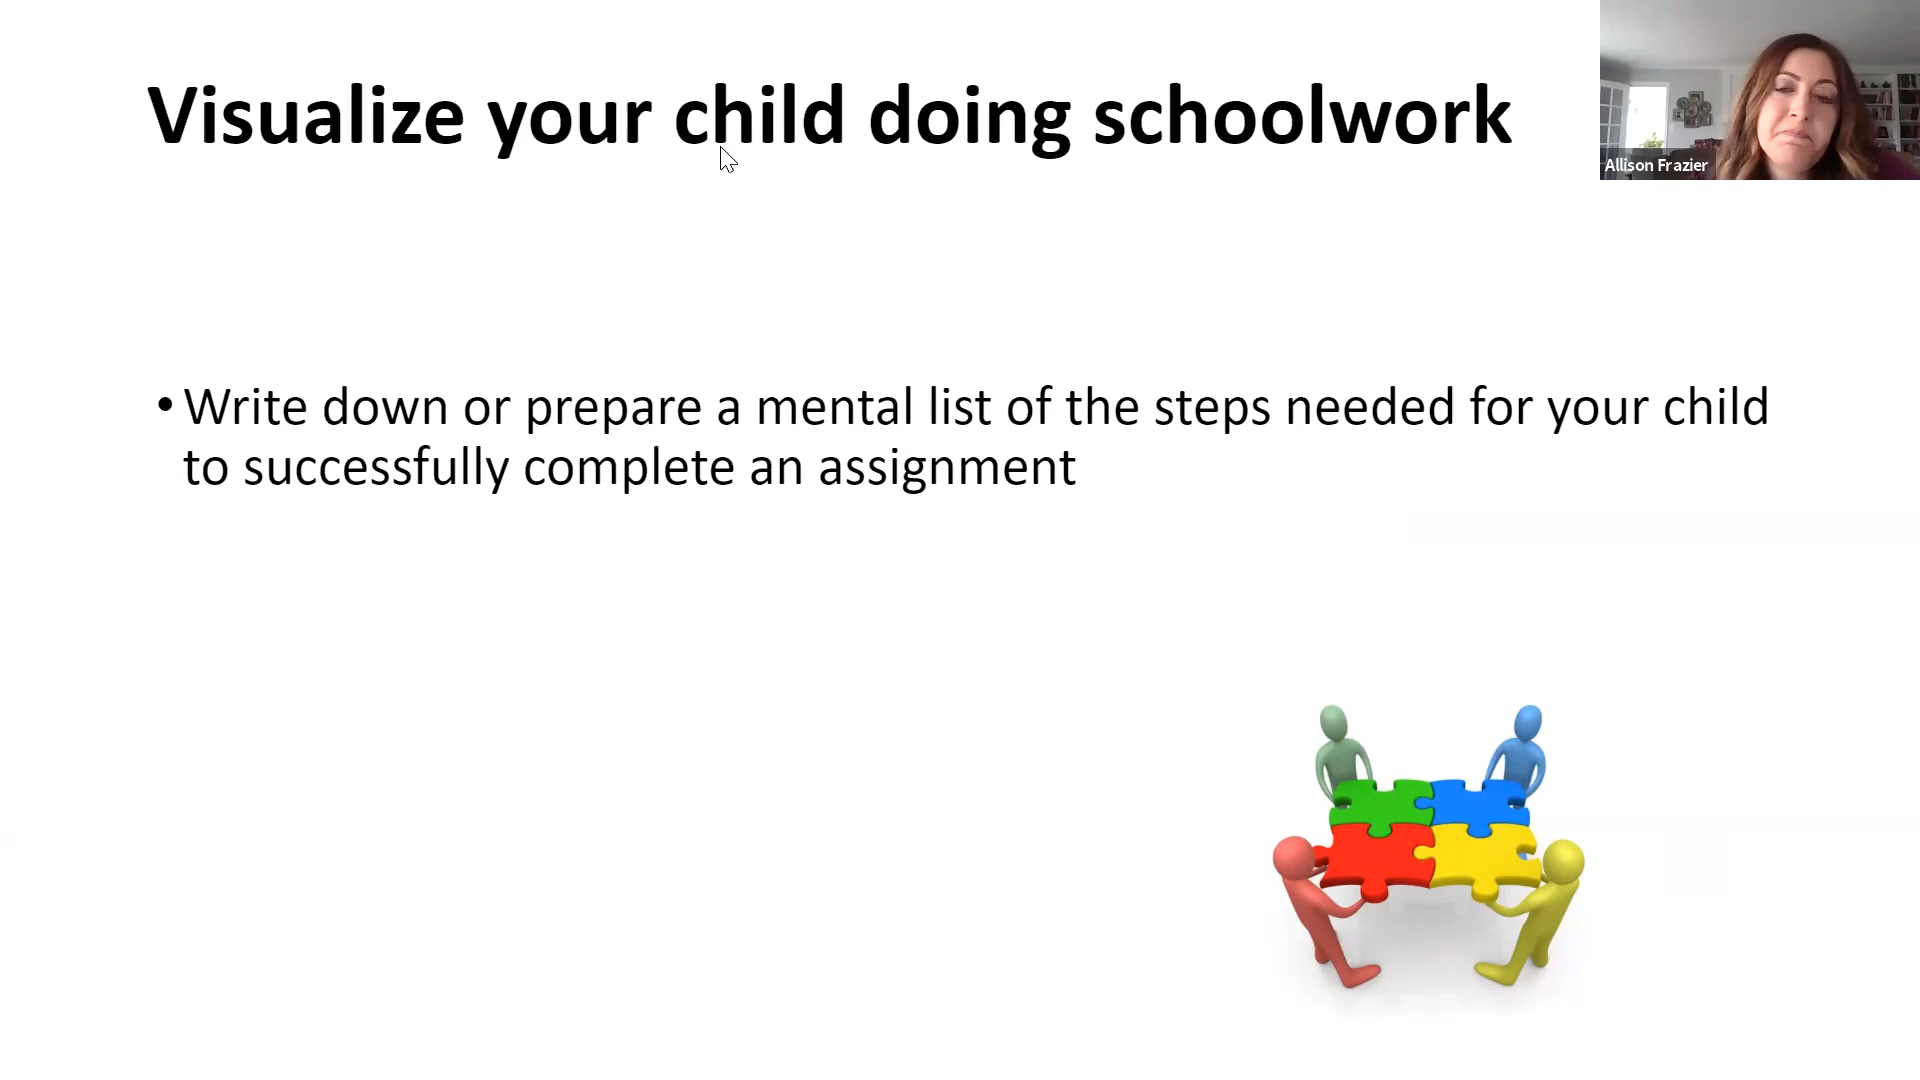 Visualize your child doing schoolwork
Allison Frazier
• Write down or prepare a mental list of the steps needed for your child
to successfully complete an assignment